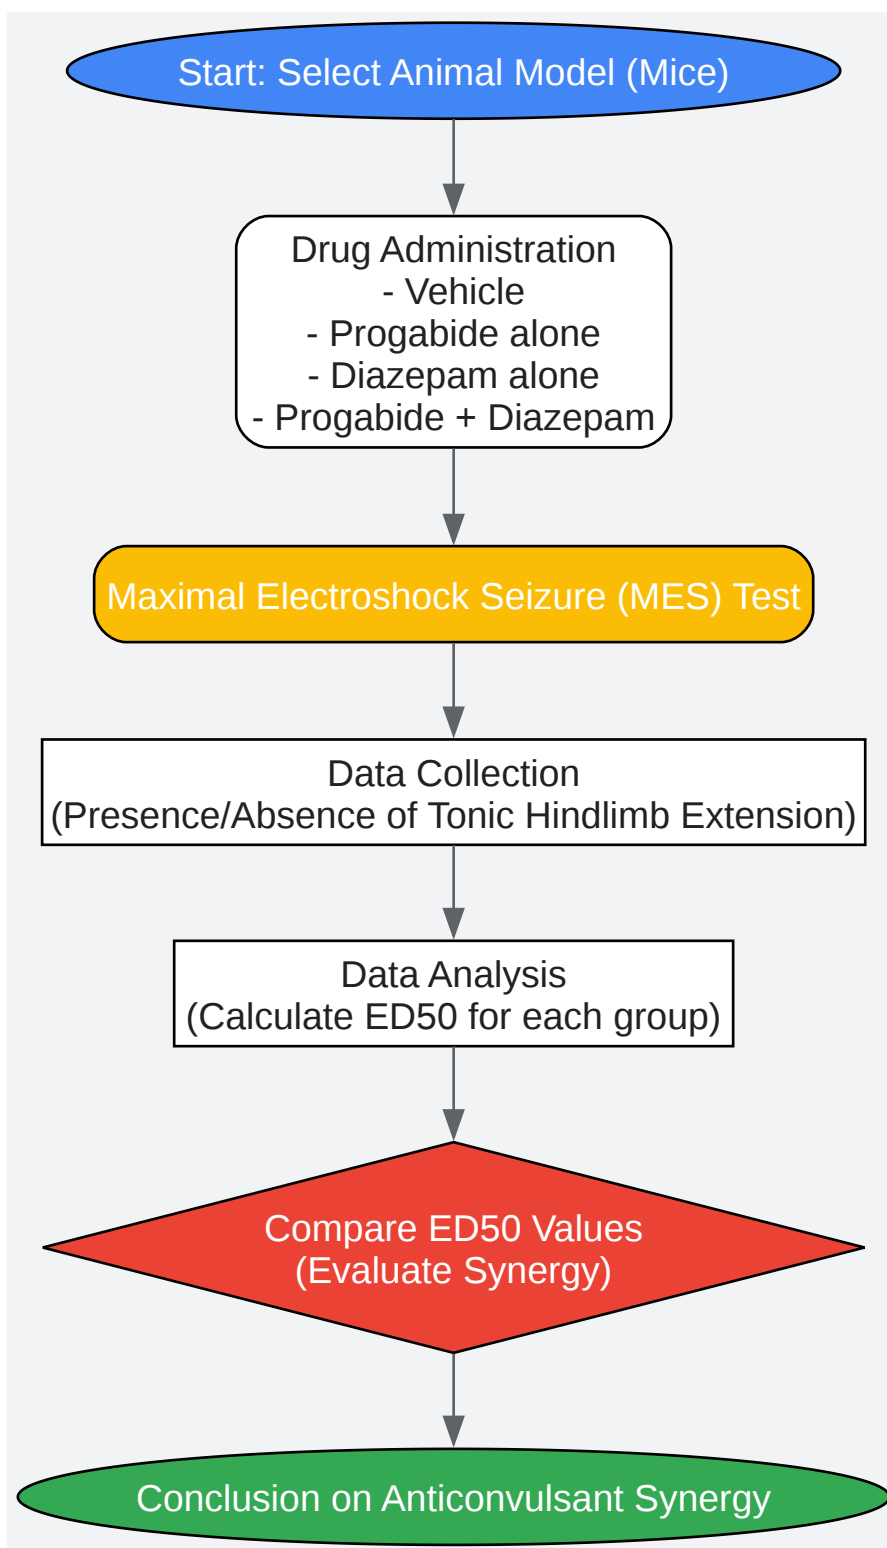 Start: Select Animal Model (Mice)
Drug Administration
- Vehicle
- Progabide alone
- Diazepam alone
- Progabide + Diazepam
Maximal Electroshock Seizure (MES) Test
Data Collection
(Presence/Absence of Tonic Hindlimb Extension)
Data Analysis
(Calculate ED50 for each group)
Compare ED50 Values
(Evaluate Synergy)
Conclusion on Anticonvulsant Synergy